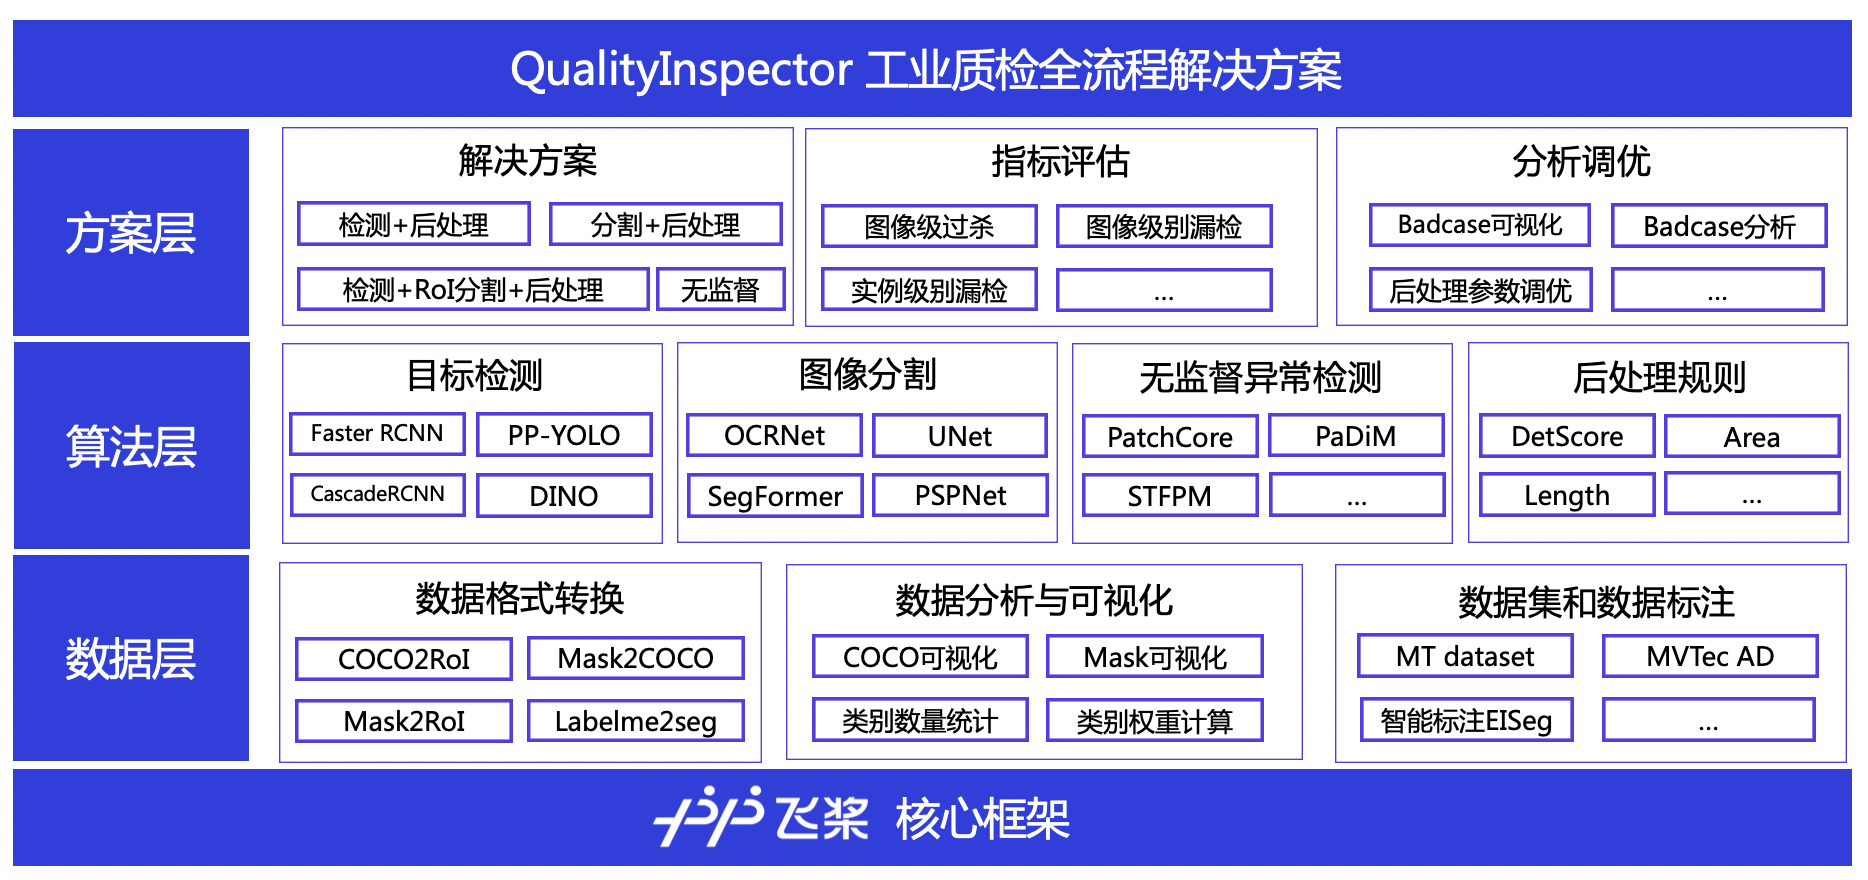 QualityInspector 工业质检全流程解决方案
方案层
解决方案
检测+后处理
分割+后处理
检测+RoI分割+后处理
无监督
指标评估
图像级过杀
图像级别漏检
实例级别漏检
...
分析调优
Badcase可视化
Badcase分析
后处理参数调优
...
算法层
目标检测
Faster RCNN
PP-YOLO
CascadeRCNN
DINO
图像分割
OCRNet
UNet
SegFormer
PSPNet
无监督异常检测
PatchCore
PaDiM
STFPM
...
后处理规则
DetScore
Area
Length
...
数据层
数据格式转换
COCO2RoI
Mask2COCO
Mask2RoI
Labelme2seg
数据分析与可视化
COCO可视化
Mask可视化
类别数量统计
类别权重计算
数据集和数据标注
MT dataset
MVTec AD
智能标注EISeg
...
飞桨 核心框架